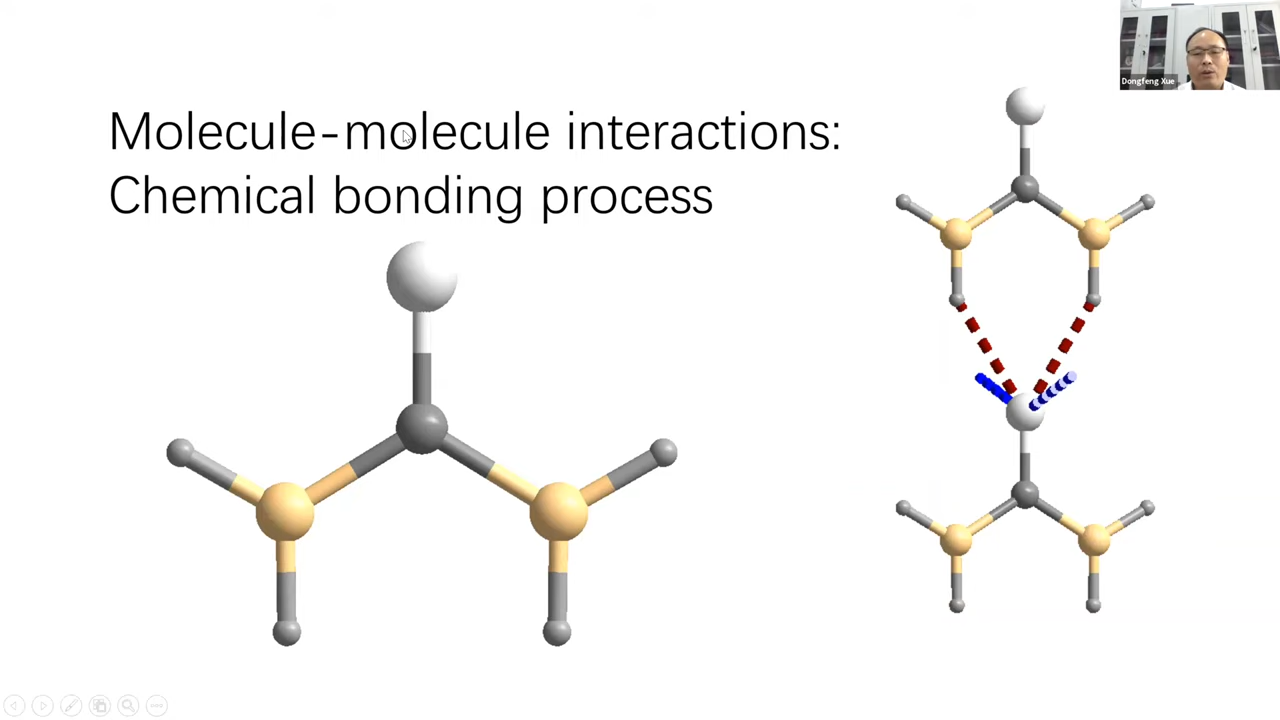 Molecule-molecule interactions:
Chemical bonding process
Dongfeng Xue